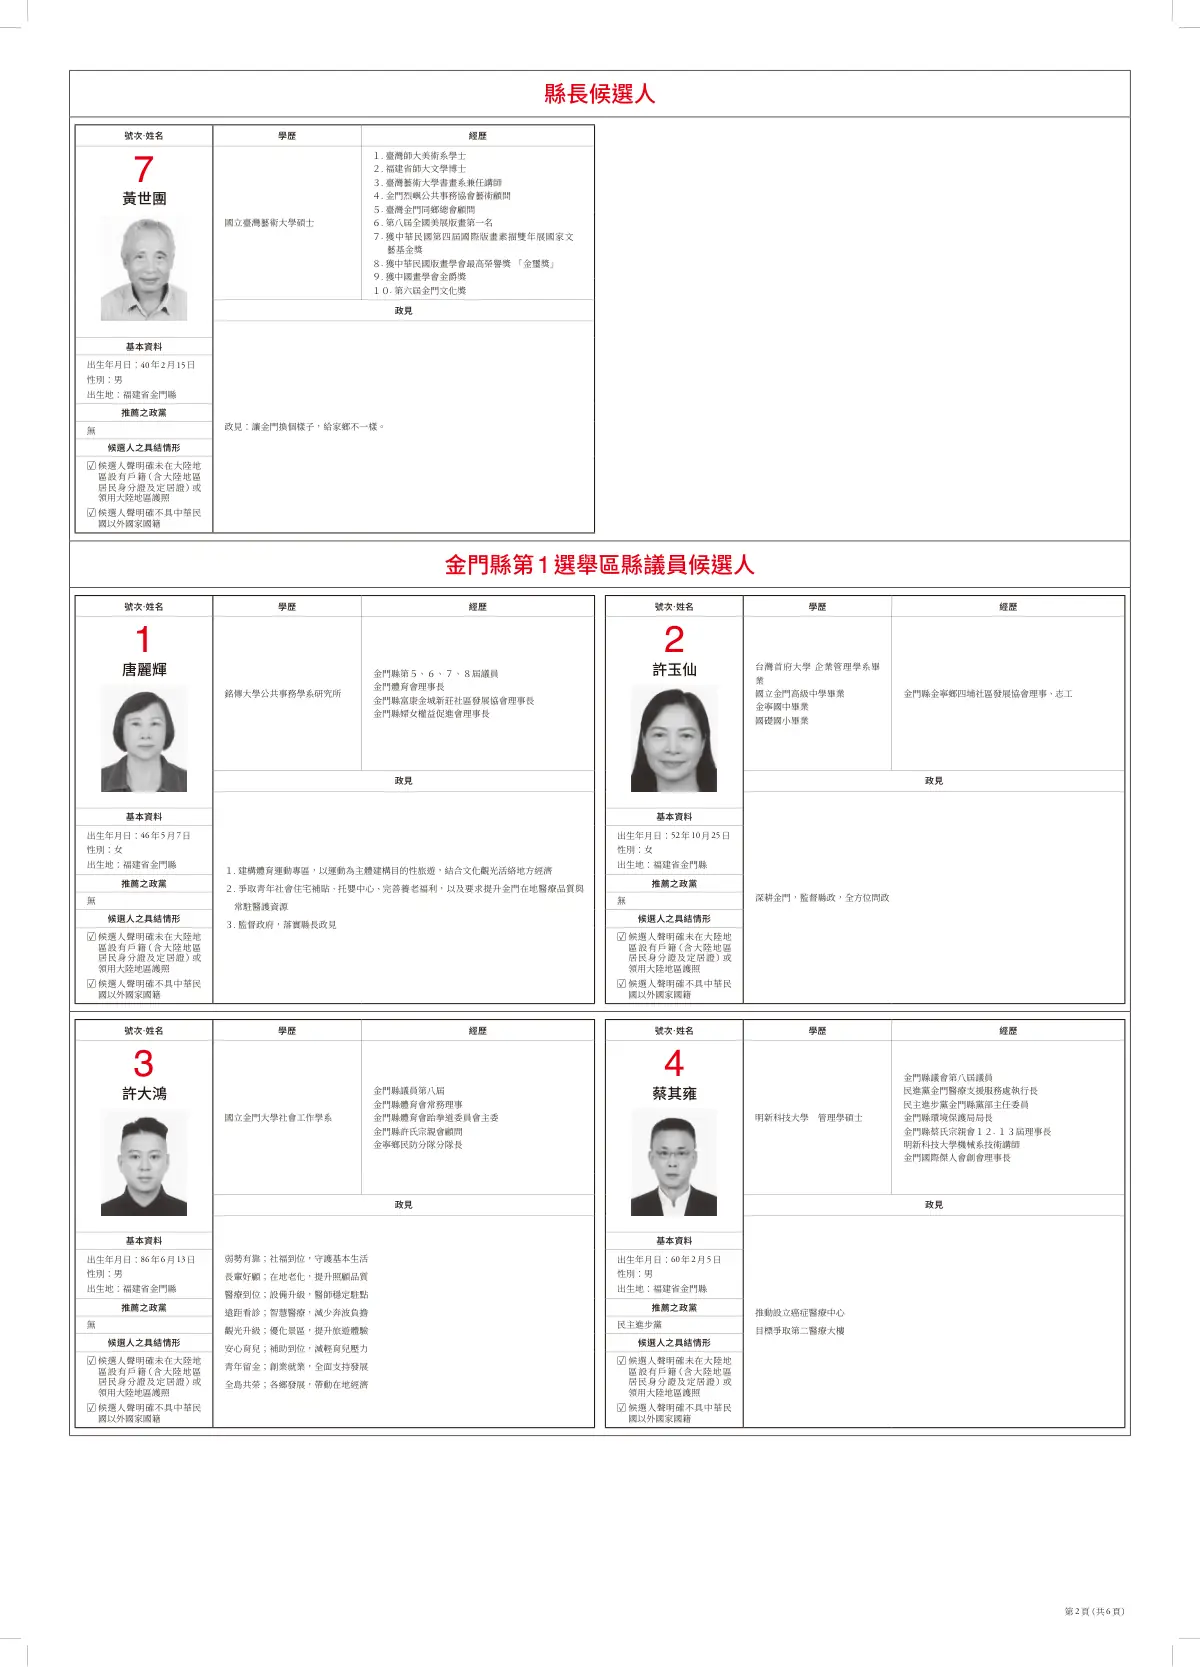 縣長候選人
號次·姓名
學歷
經歷
7
黃世團
國立臺灣藝術大學碩士
1. 臺灣師大美術系學士
2. 福建省師大文學博士
3. 臺灣藝術大學書畫系兼任講師
4. 金門烈嶼公共事務協會藝術顧問
5. 臺灣金門同鄉總會顧問
6. 第八屆全國美展版畫第一名
7. 獲中華民國第四屆國際版畫素描雙年展國家文
藝基金獎
8. 獲中華民國版畫學會最高榮譽獎「金璽獎」
9. 獲中國畫學會金爵獎
10. 第六屆金門文化獎
政見
政見：讓金門換個樣子，給家鄉不一樣。
基本資料
出生年月日：40年2月15日
性別：男
出生地：福建省金門縣
推薦之政黨
無
候選人之具結情形
☑候選人聲明確未在大陸地
區設有戶籍(含大陸地區
居民身分證及定居證)或
領用大陸地區護照
☑候選人聲明確不具中華民
國以外國家國籍
金門縣第1選舉區縣議員候選人
號次·姓名
學歷
經歷
1
唐麗輝
銘傳大學公共事務學系研究所
金門縣第5、6、7、8屆議員
金門體育會理事長
金門縣富康金城新莊社區發展協會理事長
金門縣婦女權益促進會理事長
政見
1. 建構體育運動專區，以運動為主體建構目的性旅遊，結合文化觀光活絡地方經濟
2. 爭取青年社會住宅補貼、托嬰中心、完善養老福利，以及要求提升金門在地醫療品質與
常駐醫護資源
3. 監督政府，落實縣長政見
基本資料
出生年月日：46年5月7日
性別：女
出生地：福建省金門縣
推薦之政黨
無
候選人之具結情形
☑候選人聲明確未在大陸地
區設有戶籍(含大陸地區
居民身分證及定居證)或
領用大陸地區護照
☑候選人聲明確不具中華民
國以外國家國籍
號次·姓名
學歷
經歷
2
許玉仙
台灣首府大學 企業管理學系畢
業
國立金門高級中學畢業
金寧國中畢業
國礎國小畢業
金門縣金寧鄉四埔社區發展協會理事、志工
政見
深耕金門，監督縣政，全方位問政
基本資料
出生年月日：52年10月25日
性別：女
出生地：福建省金門縣
推薦之政黨
無
候選人之具結情形
☑候選人聲明確未在大陸地
區設有戶籍(含大陸地區
居民身分證及定居證)或
領用大陸地區護照
☑候選人聲明確不具中華民
國以外國家國籍
號次·姓名
學歷
經歷
3
許大鴻
國立金門大學社會工作學系
金門縣議員第八屆
金門縣體育會常務理事
金門縣體育會跆拳道委員會主委
金門縣許氏宗親會顧問
金寧鄉民防分隊分隊長
政見
弱勢有靠；社福到位，守護基本生活
長輩好顧；在地老化，提升照顧品質
醫療到位；設備升級，醫師穩定駐點
遠距看診；智慧醫療，減少奔波負擔
觀光升級；優化景區，提升旅遊體驗
安心育兒；補助到位，減輕育兒壓力
青年留金；創業就業，全面支持發展
全島共榮；各鄉發展，帶動在地經濟
基本資料
出生年月日：86年6月13日
性別：男
出生地：福建省金門縣
推薦之政黨
無
候選人之具結情形
☑候選人聲明確未在大陸地
區設有戶籍(含大陸地區
居民身分證及定居證)或
領用大陸地區護照
☑候選人聲明確不具中華民
國以外國家國籍
號次·姓名
學歷
經歷
4
蔡其雍
明新科技大學 管理學碩士
金門縣議會第八屆議員
民進黨金門醫療支援服務處執行長
民主進步黨金門縣黨部主任委員
金門縣環境保護局局長
金門縣蔡氏宗親會12.13屆理事長
明新科技大學機械系技術講師
金門國際傑人會創會理事長
政見
推動設立癌症醫療中心
目標爭取第二醫療大樓
基本資料
出生年月日：60年2月5日
性別：男
出生地：福建省金門縣
推薦之政黨
民主進步黨
候選人之具結情形
☑候選人聲明確未在大陸地
區設有戶籍(含大陸地區
居民身分證及定居證)或
領用大陸地區護照
☑候選人聲明確不具中華民
國以外國家國籍
第2頁(共6頁)